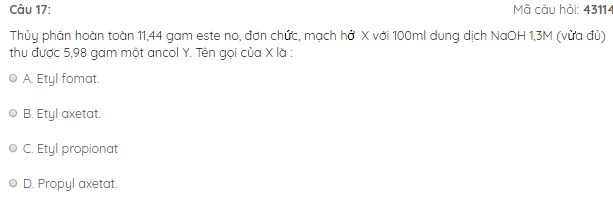 Câu 17:
Mã câu hỏi: 43114
Thủy phân hoàn toàn 11,44 gam este no, đơn chức, mạch hở X với 100ml dung dịch NaOH 1,3M (vừa đủ)
thu được 5,98 gam một ancol Y. Tên gọi của X là :
A. Etyl fomat.
B. Etyl axetat.
C. Etyl propionat
D. Propyl axetat.